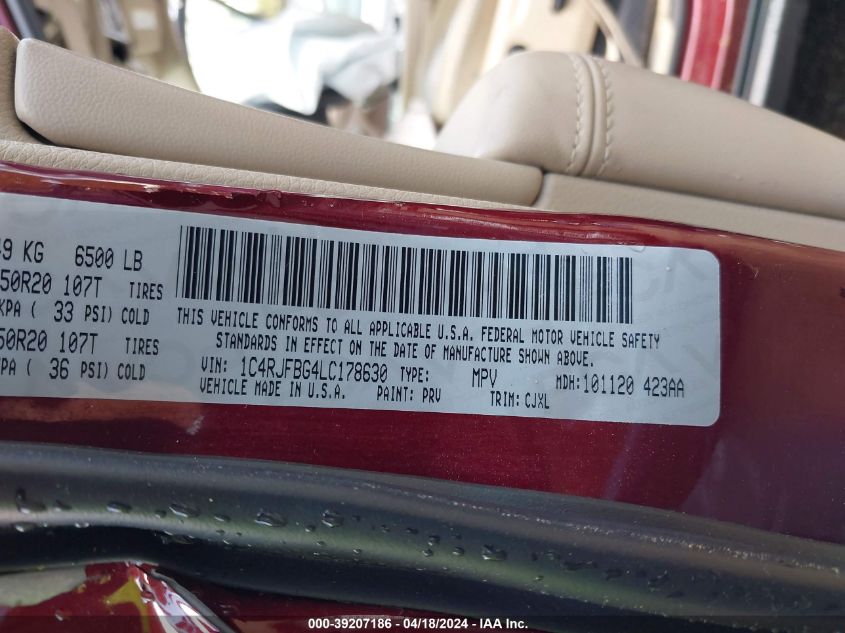 49 KG 6500 LB
50R20 107T TIRES
KPA ( 33 PSI) COLD
50R20 107T TIRES
KPA ( 36 PSI) COLD
THIS VEHICLE CONFORMS TO ALL APPLICABLE U.S.A. FEDERAL MOTOR VEHICLE SAFETY
STANDARDS IN EFFECT ON THE DATE OF MANUFACTURE SHOWN ABOVE.
VIN: 1C4RJFBG4LC178630 TYPE: MPV MDH:101120 423AA
VEHICLE MADE IN U.S.A. PAINT: PRV TRIM: CJXL
000-39207186 - 04/18/2024 - IAA Inc.